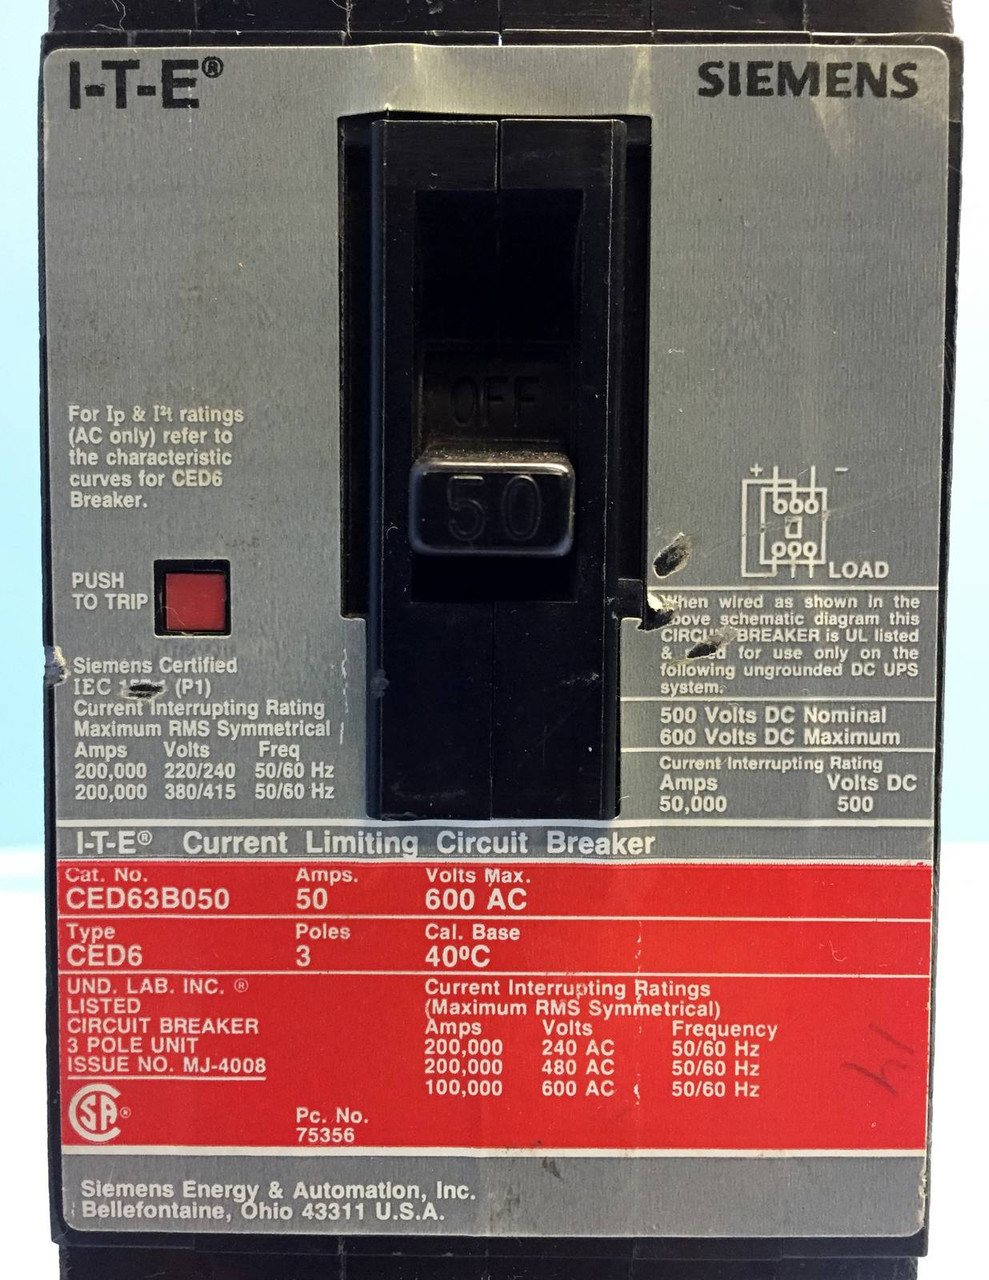 I-T-E®
SIEMENS
OFF
50
For Ip & I²t ratings
(AC only) refer to
the characteristic
curves for CED6
Breaker.
PUSH
TO TRIP
Siemens Certified
IEC (P1)
Current Interrupting Rating
Maximum RMS Symmetrical
Amps Volts Freq
200,000 220/240 50/60 Hz
200,000 380/415 50/60 Hz
+ −
LOAD
When wired as shown in the
above schematic diagram this
CIRCUIT BREAKER is UL listed
& for use only on the
following ungrounded DC UPS
system.
500 Volts DC Nominal
600 Volts DC Maximum
Current Interrupting Rating
Amps Volts DC
50,000 500
I-T-E® Current Limiting Circuit Breaker
Cat. No. Amps. Volts Max.
CED63B050 50 600 AC
Type Poles Cal. Base
CED6 3 40ºC
UND. LAB. INC. ®
LISTED
CIRCUIT BREAKER
3 POLE UNIT
ISSUE NO. MJ-4008
SA®
Pc. No.
75356
Current Interrupting Ratings
(Maximum RMS Symmetrical)
Amps Volts Frequency
200,000 240 AC 50/60 Hz
200,000 480 AC 50/60 Hz
100,000 600 AC 50/60 Hz
14
Siemens Energy & Automation, Inc.
Bellefontaine, Ohio 43311 U.S.A.